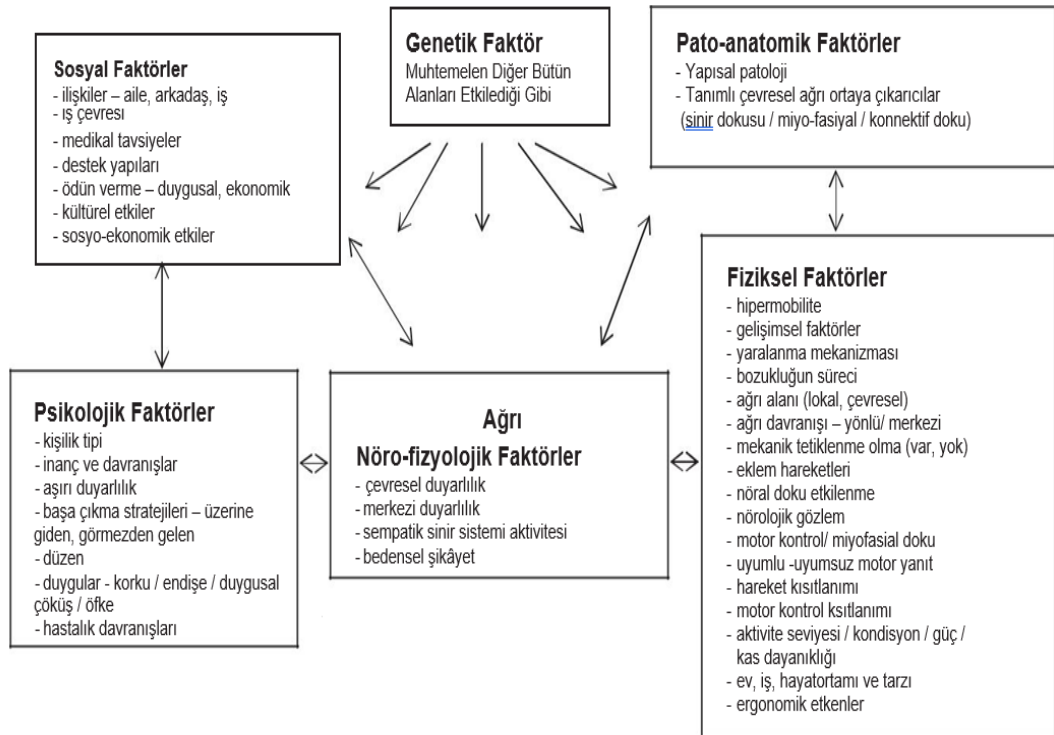 Sosyal Faktörler
- ilişkiler – aile, arkadaş, iş
- iş çevresı
- medikal tavsiyeler
- destek yapıları
- ödün verme – duygusal, ekonomik
- kültürel etkiler
- sosyo-ekonomik etkiler
Genetik Faktör
Muhtemelen Diğer Bütün
Alanları Etkilediği Gibi
Pato-anatomik Faktörler
- Yapısal patoloji
- Tanımlı çevresel ağrı ortaya çıkarıcılar
(sinir dokusu / miyo-fasiyal / konnektif doku)
Psikolojik Faktörler
- kişilik tipi
- inanç ve davranışlar
- aşırı duyarlılık
- başa çıkma stratejileri – üzerine
giden, görmezden gelen
- düzen
- duygular - korku / endişe / duygusal
çöküş / öfke
- hastalık davranışları
Ağrı
Nöro-fizyolojik Faktörler
- çevresel duyarlılık
- merkezi duyarlılık
- sempatik sinir sistemi aktivitesi
- bedensel şikâyet
Fiziksel Faktörler
- hipermobilite
- gelişimsel faktörler
- yaralanma mekanizması
- bozukluğun süreci
- ağrı alanı (lokal, çevresel)
- ağrı davranışı – yönlü/ merkezi
- mekanik tetiklenme olma (var, yok)
- eklem hareketleri
- nöral doku etkilenme
- nörolojik gözlem
- motor kontrol/ miyofasial doku
- uyumlu -uyumsuz motor yanıt
- hareket kısıtlanımı
- motor kontrol ksıtlanımı
- aktivite seviyesi / kondisyon / güç /
kas dayanıklığı
- ev, iş, hayatortamı ve tarzı
- ergonomik etkenler